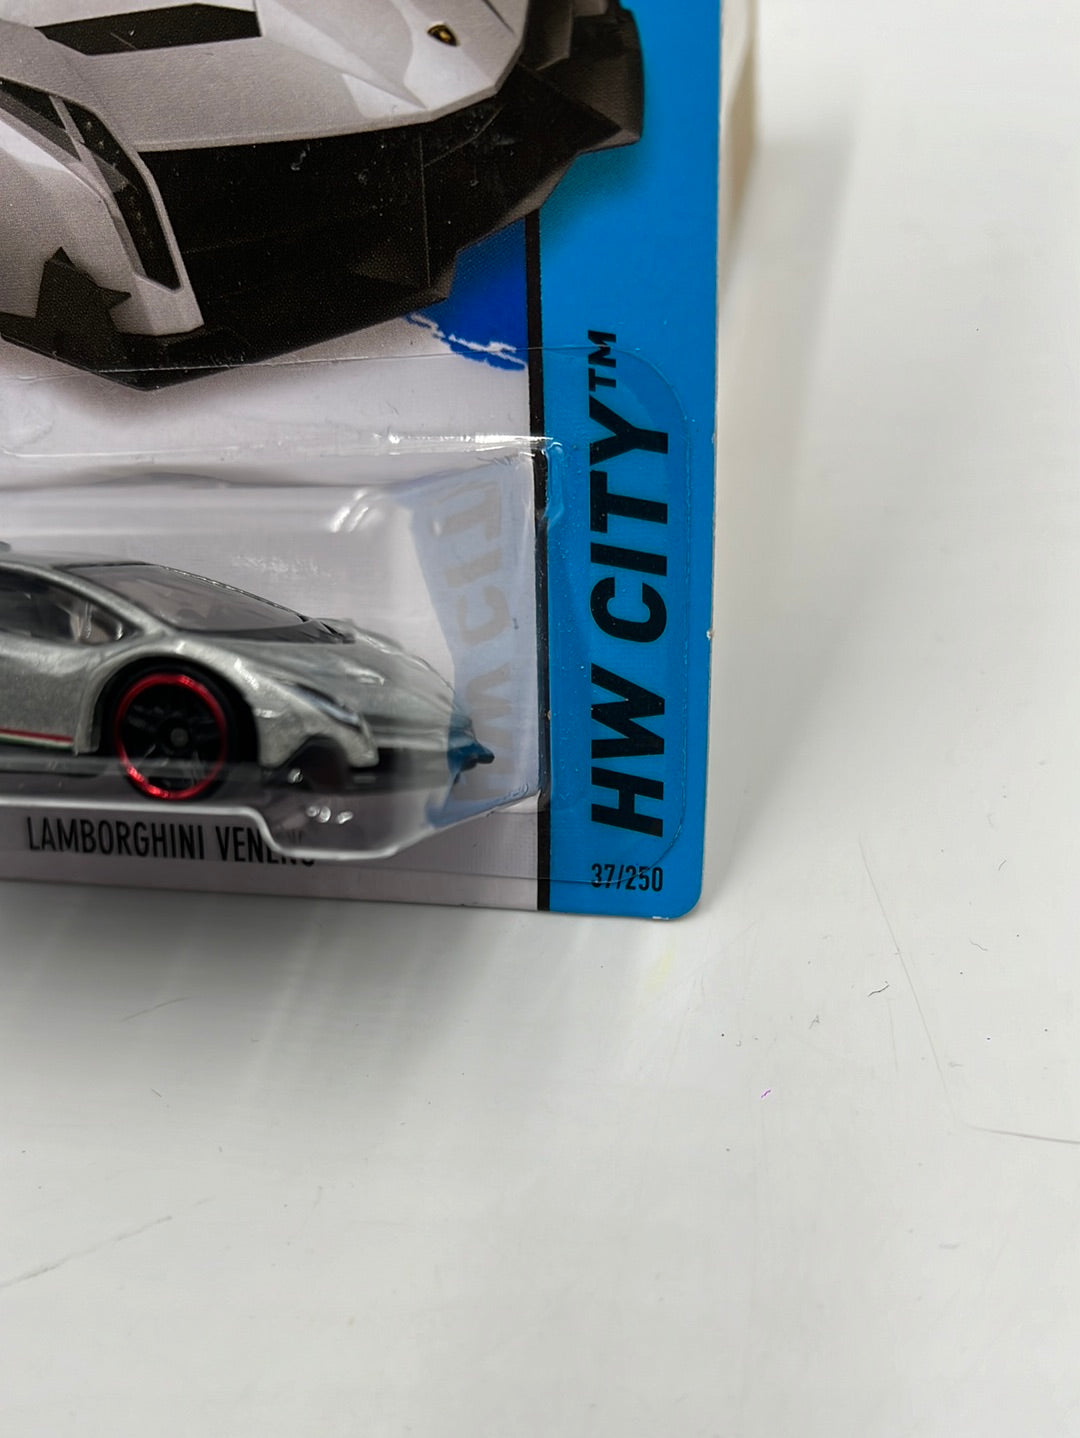 HW CITY™
LAMBORGHINI VENENO
37/250